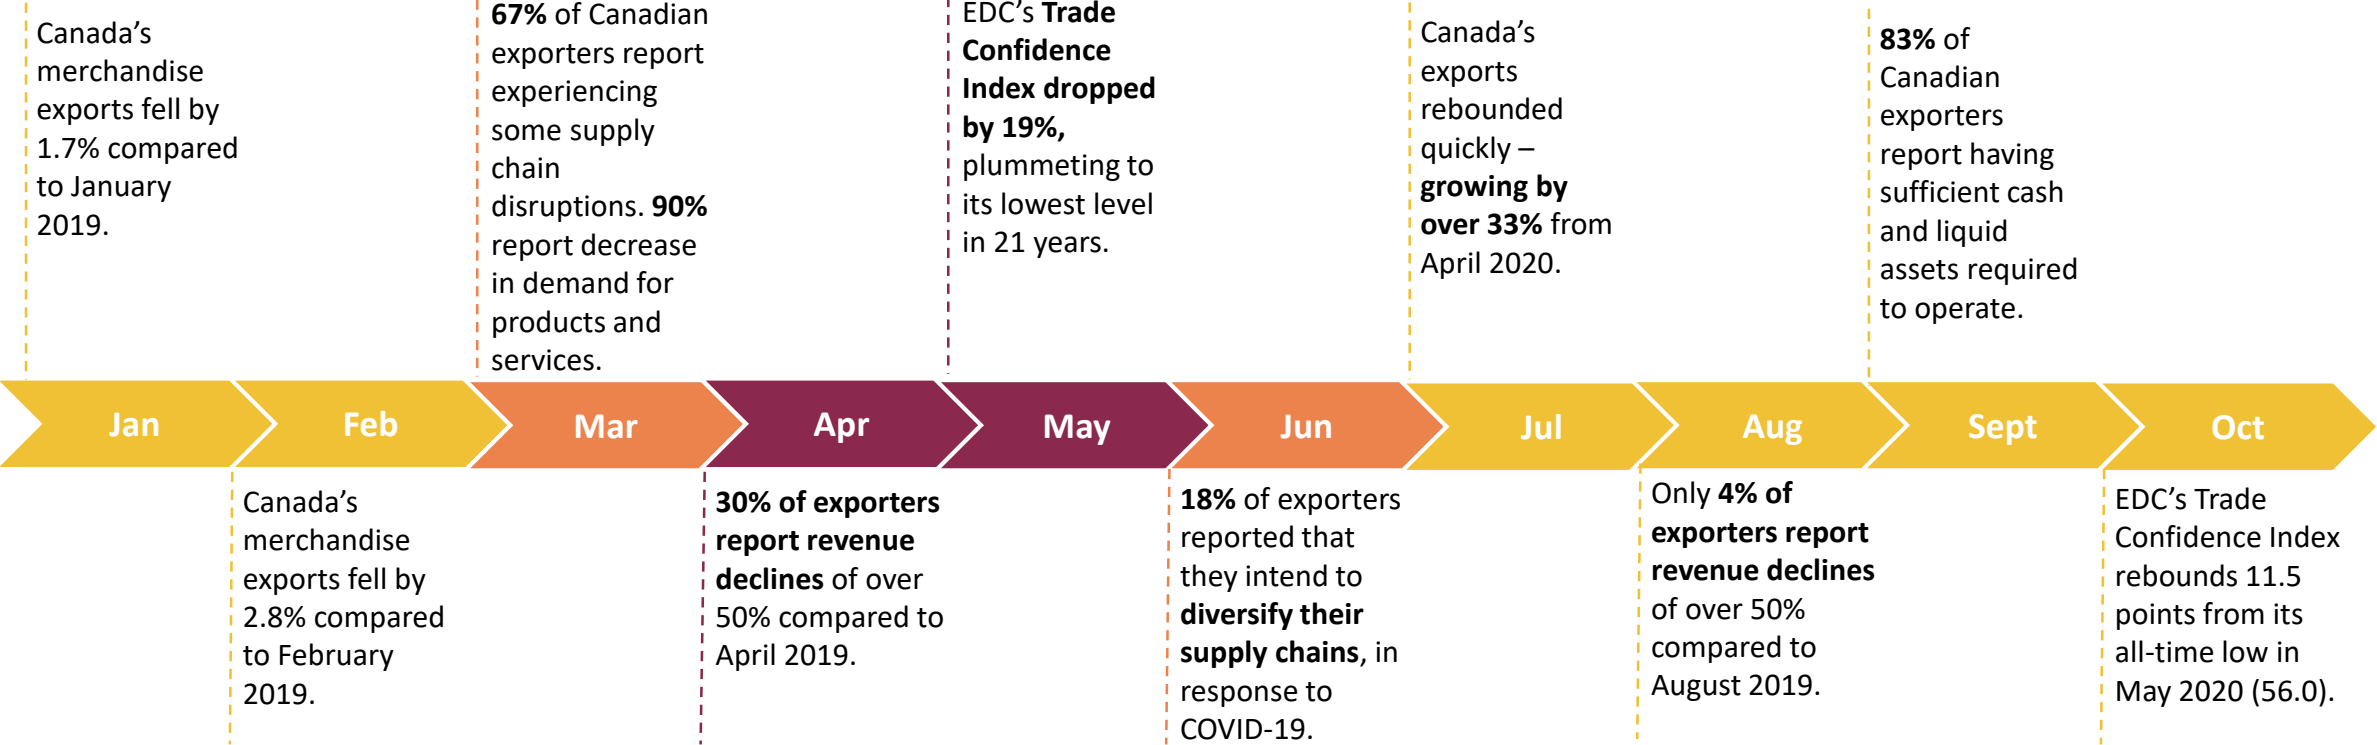 Canada's
merchandise
exports fell by
1.7% compared
to January
2019.
67% of Canadian
exporters report
experiencing
some supply
chain
disruptions. 90%
report decrease
in demand for
products and
services.
EDC's Trade
Confidence
Index dropped
by 19%,
plummeting to
its lowest level
in 21 years.
Canada's
exports
rebounded
quickly –
growing by
over 33% from
April 2020.
83% of
Canadian
exporters
report having
sufficient cash
and liquid
assets required
to operate.
Jan
Feb
Mar
Apr
May
Jun
Jul
Aug
Sept
Oct
Canada's
merchandise
exports fell by
2.8% compared
to February
2019.
30% of exporters
report revenue
declines of over
50% compared to
April 2019.
18% of exporters
reported that
they intend to
diversify their
supply chains, in
response to
COVID-19.
Only 4% of
exporters report
revenue declines
of over 50%
compared to
August 2019.
EDC's Trade
Confidence Index
rebounds 11.5
points from its
all-time low in
May 2020 (56.0).